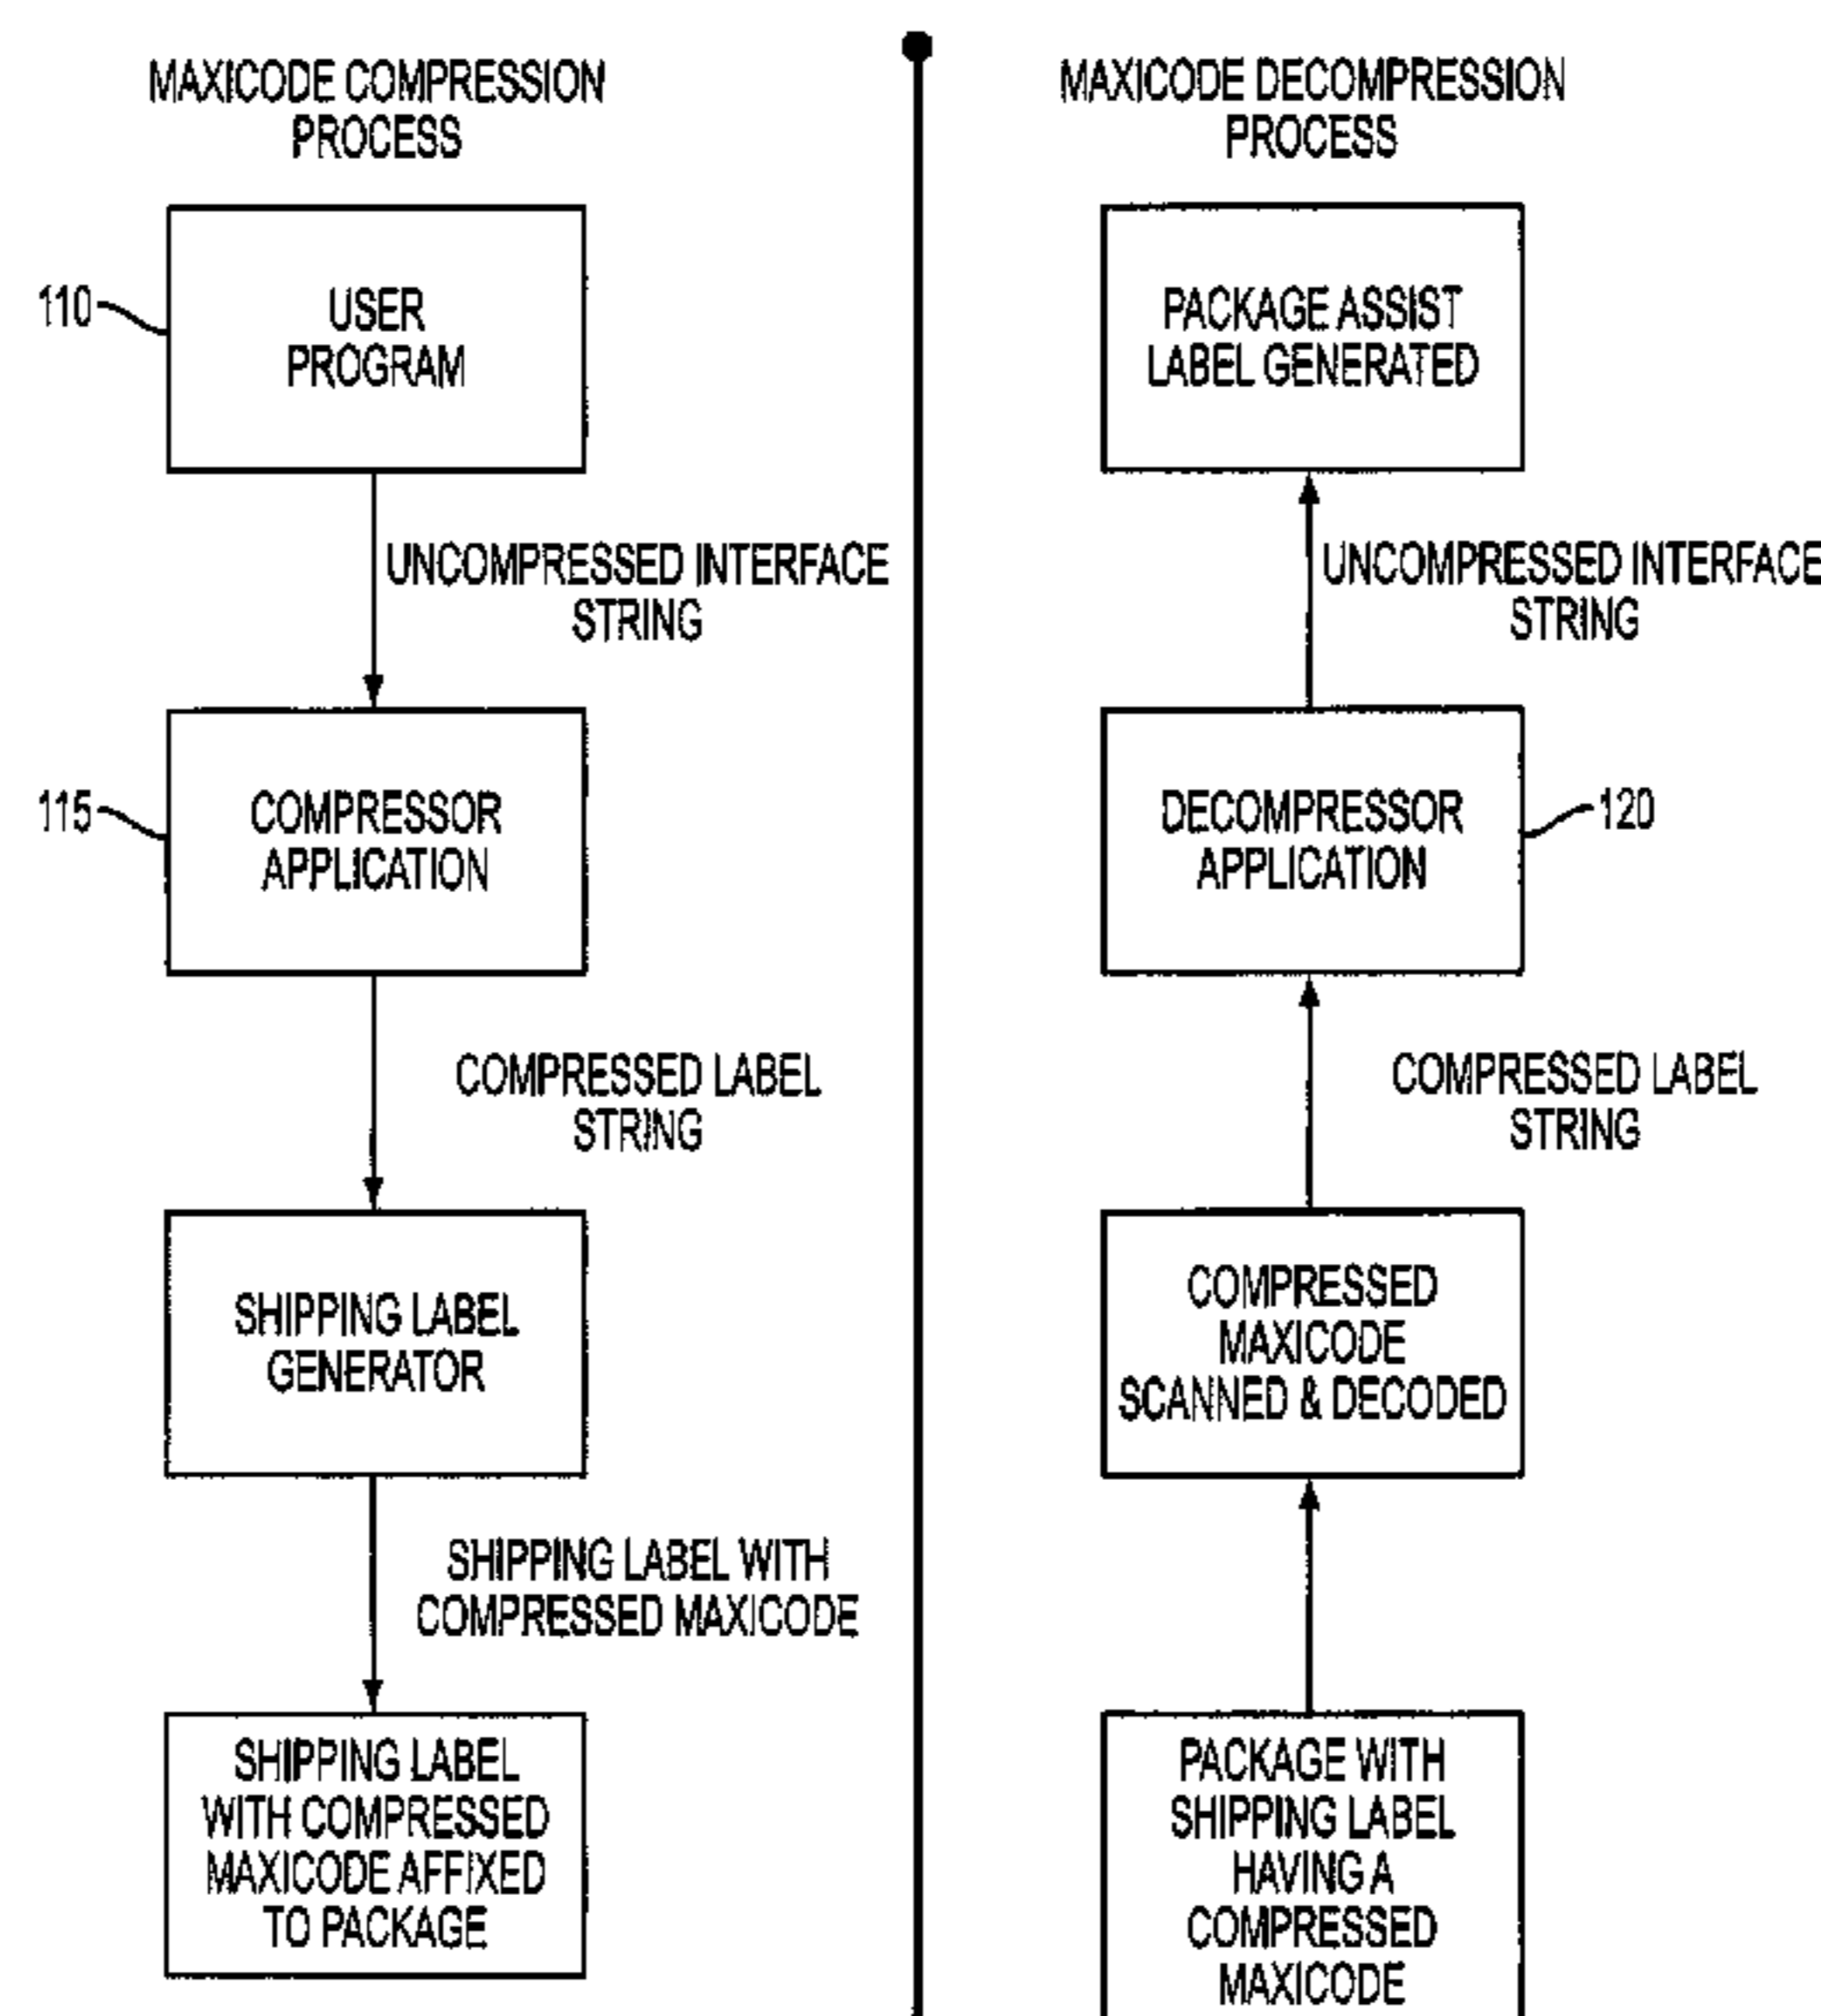 MAXICODE COMPRESSION
PROCESS
110
USER
PROGRAM
UNCOMPRESSED INTERFACE
STRING
115
COMPRESSOR
APPLICATION
COMPRESSED LABEL
STRING
SHIPPING LABEL
GENERATOR
SHIPPING LABEL WITH
COMPRESSED MAXICODE
SHIPPING LABEL
WITH COMPRESSED
MAXICODE AFFIXED
TO PACKAGE
MAXICODE DECOMPRESSION
PROCESS
PACKAGE ASSIST
LABEL GENERATED
UNCOMPRESSED INTERFACE
STRING
DECOMPRESSOR
APPLICATION
120
COMPRESSED LABEL
STRING
COMPRESSED
MAXICODE
SCANNED & DECODED
PACKAGE WITH
SHIPPING LABEL
HAVING A
COMPRESSED
MAXICODE